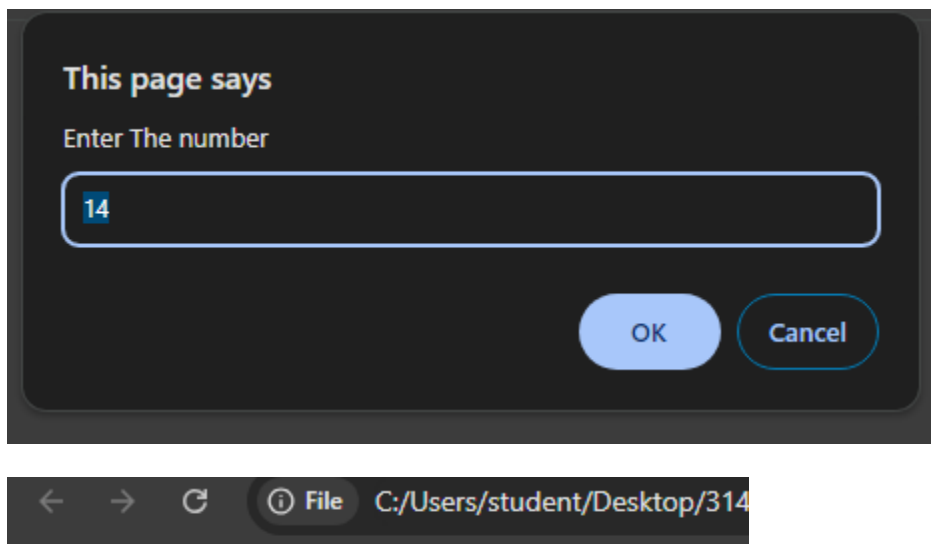 This page says
Enter The number
14
OK Cancel
File C:/Users/student/Desktop/314